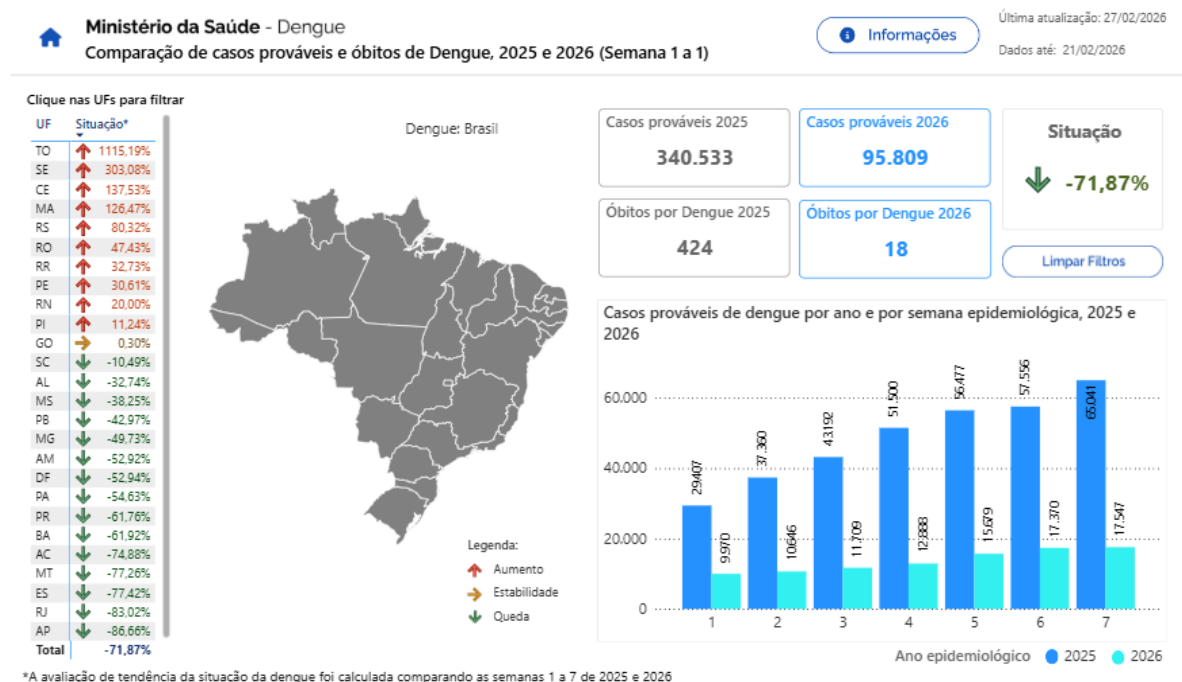 Ministério da Saúde - Dengue
Comparação de casos prováveis e óbitos de Dengue, 2025 e 2026 (Semana 1 a 1)
Informações
Última atualização: 27/02/2026
Dados até: 21/02/2026
Clique nas UFs para filtrar
UF Situação*
TO 1115,19%
SE 303,08%
CE 137,53%
MA 126,47%
RS 80,32%
RO 47,43%
RR 32,73%
PE 30,61%
RN 20,00%
PI 11,24%
GO 0,30%
SC -10,49%
AL -32,74%
MS -38,25%
PB -42,97%
MG -49,73%
AM -52,92%
DF -52,94%
PA -54,63%
PR -61,76%
BA -61,92%
AC -74,88%
MT -77,26%
ES -77,42%
RJ -83,02%
AP -86,66%
Total -71,87%
Dengue: Brasil
Legenda:
Aumento
Estabilidade
Queda
Casos prováveis 2025
340.533
Casos prováveis 2026
95.809
Óbitos por Dengue 2025
424
Óbitos por Dengue 2026
18
Situação
-71,87%
Limpar Filtros
Casos prováveis de dengue por ano e por semana epidemiológica, 2025 e
2026
60.000
40.000
20.000
0
29.407
9.970
37.360
10.646
43.192
11.709
51.500
12.888
56.477
15.679
57.556
17.370
65.041
17.547
1 2 3 4 5 6 7
Ano epidemiológico 2025 2026
*A avaliação de tendência da situação da dengue foi calculada comparando as semanas 1 a 7 de 2025 e 2026